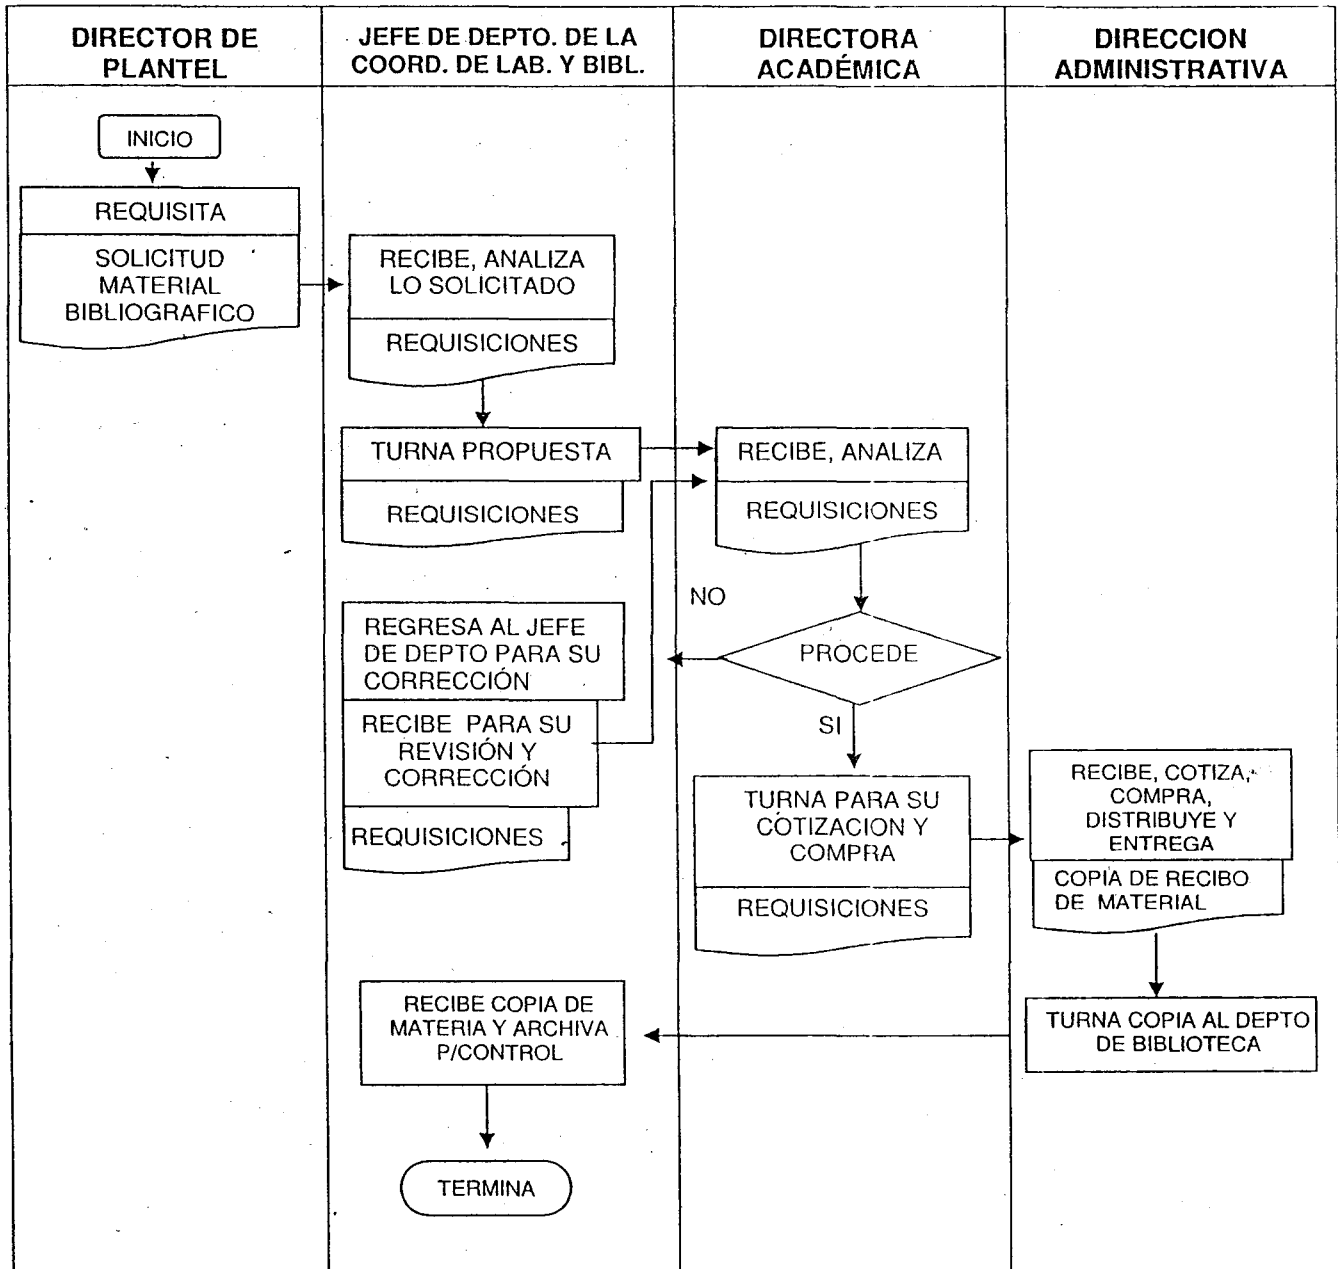 DIRECTOR DE
PLANTEL
JEFE DE DEPTO. DE LA
COORD. DE LAB. Y BIBL.
DIRECTORA
ACADÉMICA
DIRECCION
ADMINISTRATIVA
INICIO
REQUISITA
SOLICITUD
MATERIAL
BIBLIOGRAFICO
RECIBE, ANALIZA
LO SOLICITADO
REQUISICIONES
TURNA PROPUESTA
REQUISICIONES
RECIBE, ANALIZA
REQUISICIONES
NO
PROCEDE
SI
REGRESA AL JEFE
DE DEPTO PARA SU
CORRECCIÓN
RECIBE PARA SU
REVISIÓN Y
CORRECCIÓN
REQUISICIONES
TURNA PARA SU
COTIZACION Y
COMPRA
REQUISICIONES
RECIBE, COTIZA,
COMPRA,
DISTRIBUYE Y
ENTREGA
COPIA DE RECIBO
DE MATERIAL
TURNA COPIA AL DEPTO
DE BIBLIOTECA
RECIBE COPIA DE
MATERIA Y ARCHIVA
P/CONTROL
TERMINA